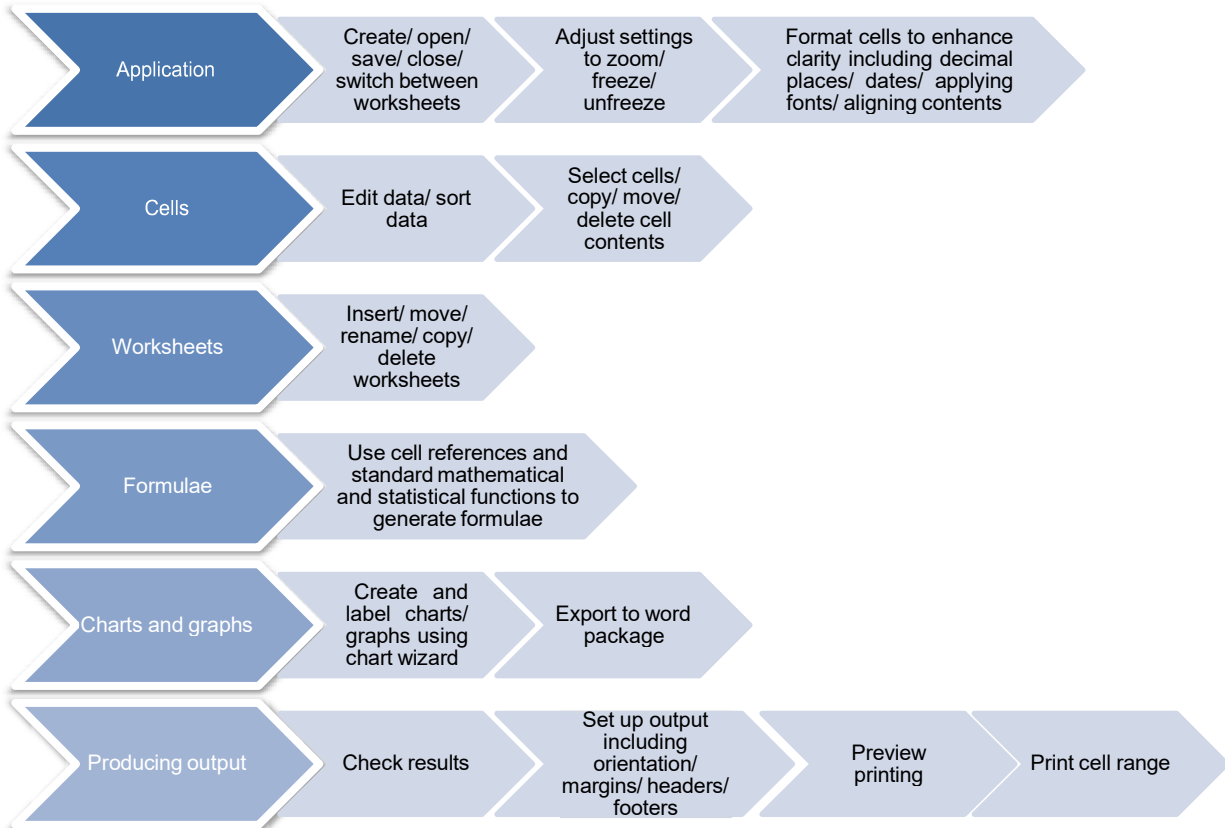 Application
Create/ open/
save/ close/
switch between
worksheets
Adjust settings
to zoom/
freeze/
unfreeze
Format cells to enhance
clarity including decimal
places/ dates/ applying
fonts/ aligning contents
Cells
Edit data/ sort
data
Select cells/
copy/ move/
delete cell
contents
Worksheets
Insert/ move/
rename/ copy/
delete
worksheets
Formulae
Use cell references and
standard mathematical
and statistical functions to
generate formulae
Charts and graphs
Create and
label charts/
graphs using
chart wizard
Export to word
package
Producing output
Check results
Set up output
including
orientation/
margins/ headers/
footers
Preview
printing
Print cell range